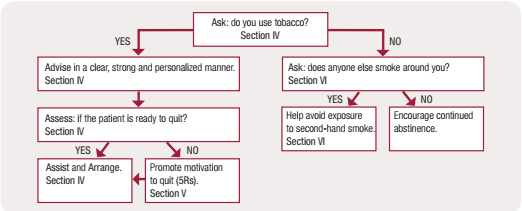 Ask: do you use tobacco?
Section IV
YES
NO
Advise in a clear, strong and personalized manner.
Section IV
Ask: does anyone else smoke around you?
Section VI
YES
NO
Assess: if the patient is ready to quit?
Section IV
Help avoid exposure
to second-hand smoke.
Section VI
Encourage continued
abstinence.
YES
NO
Assist and Arrange.
Section IV
Promote motivation
to quit (5Rs).
Section V